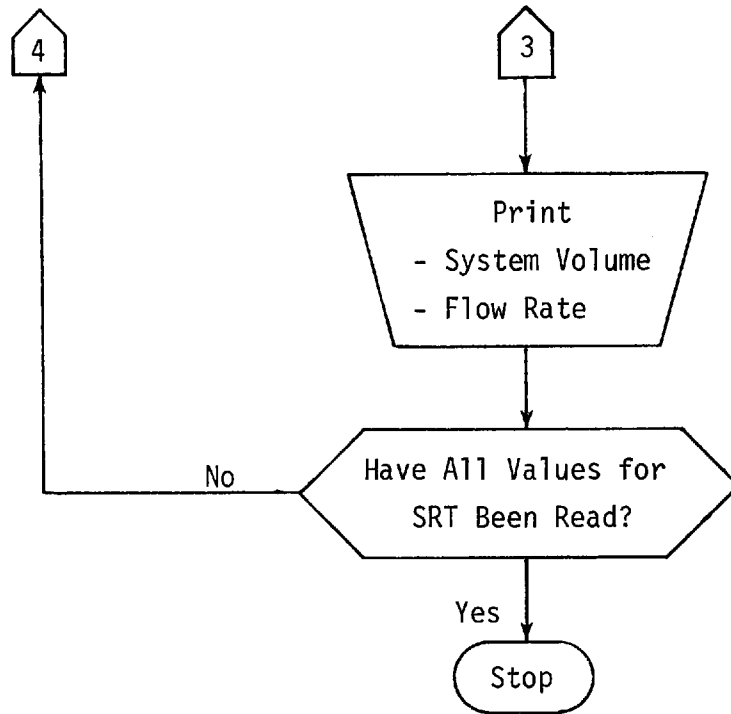 4
3
Print
- System Volume
- Flow Rate
Have All Values for
SRT Been Read?
No
Yes
Stop